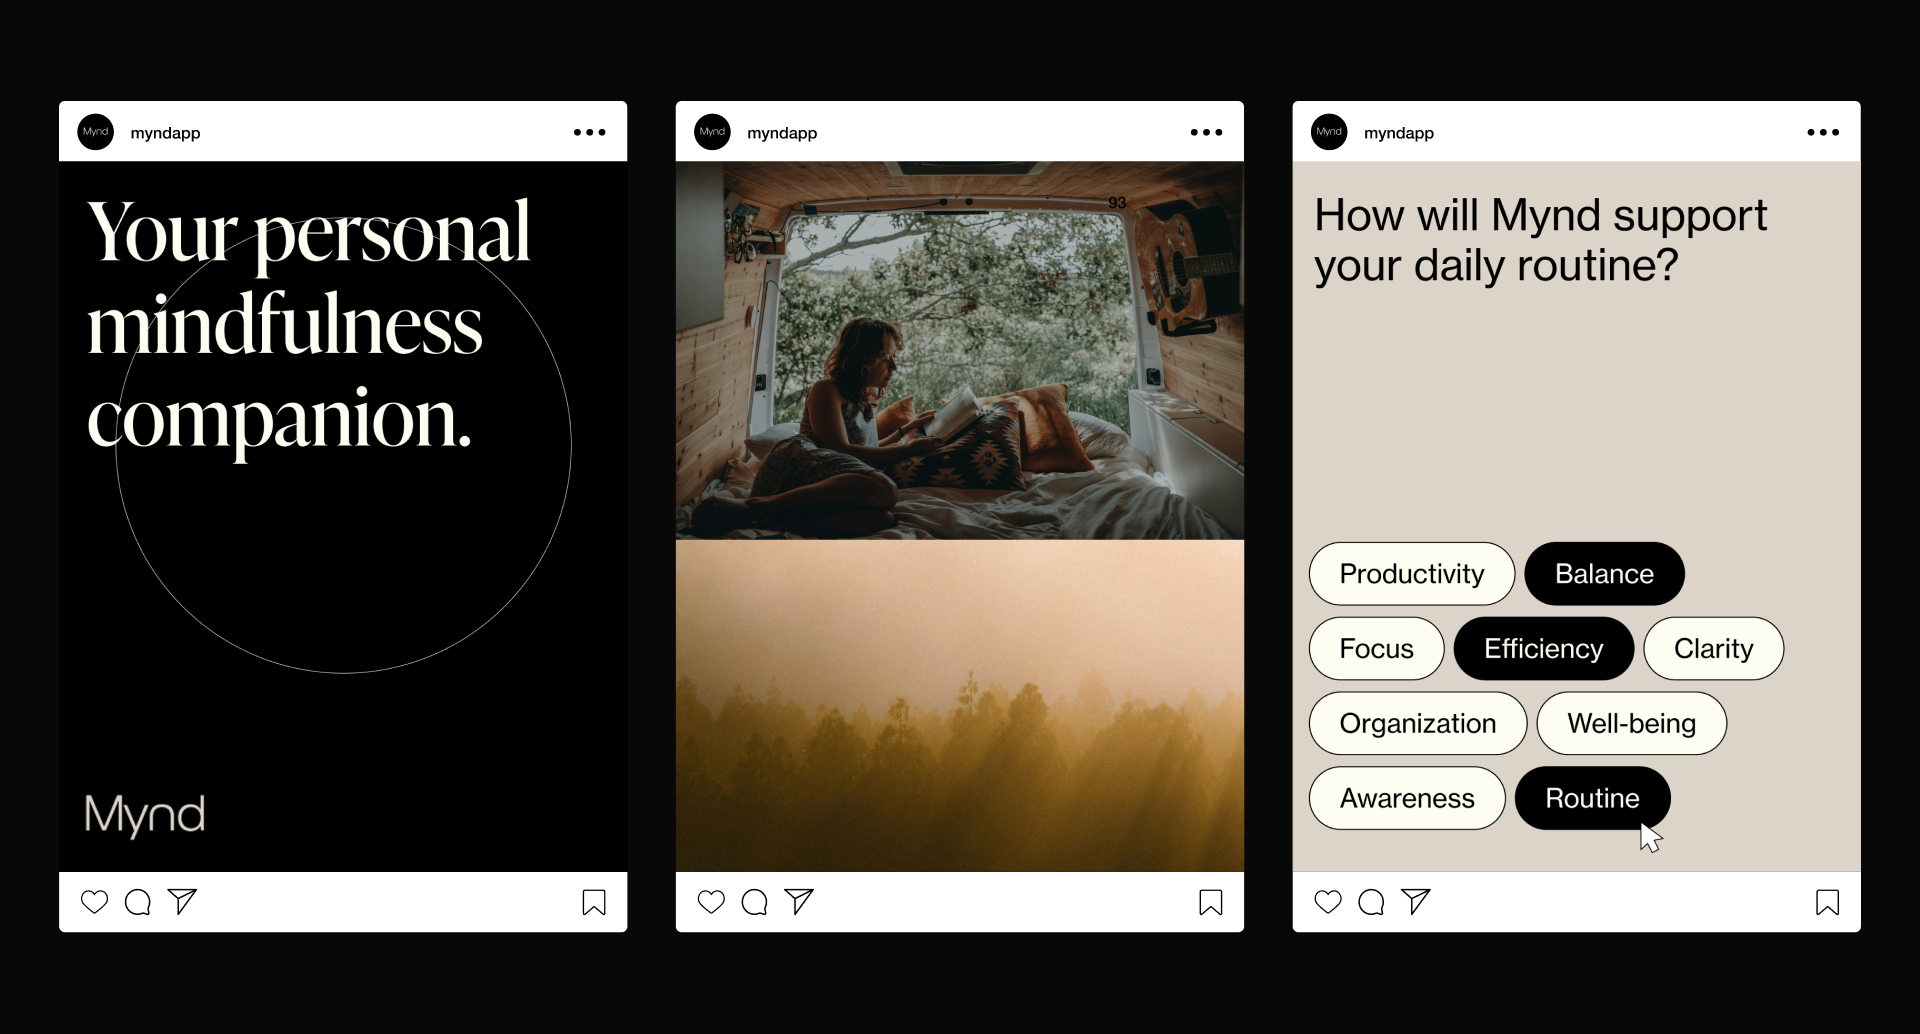 Mynd
myndapp
Your personal
mindfulness
companion.
Mynd
Mynd
myndapp
93
Mynd
myndapp
How will Mynd support
your daily routine?
Productivity
Balance
Focus
Efficiency
Clarity
Organization
Well-being
Awareness
Routine